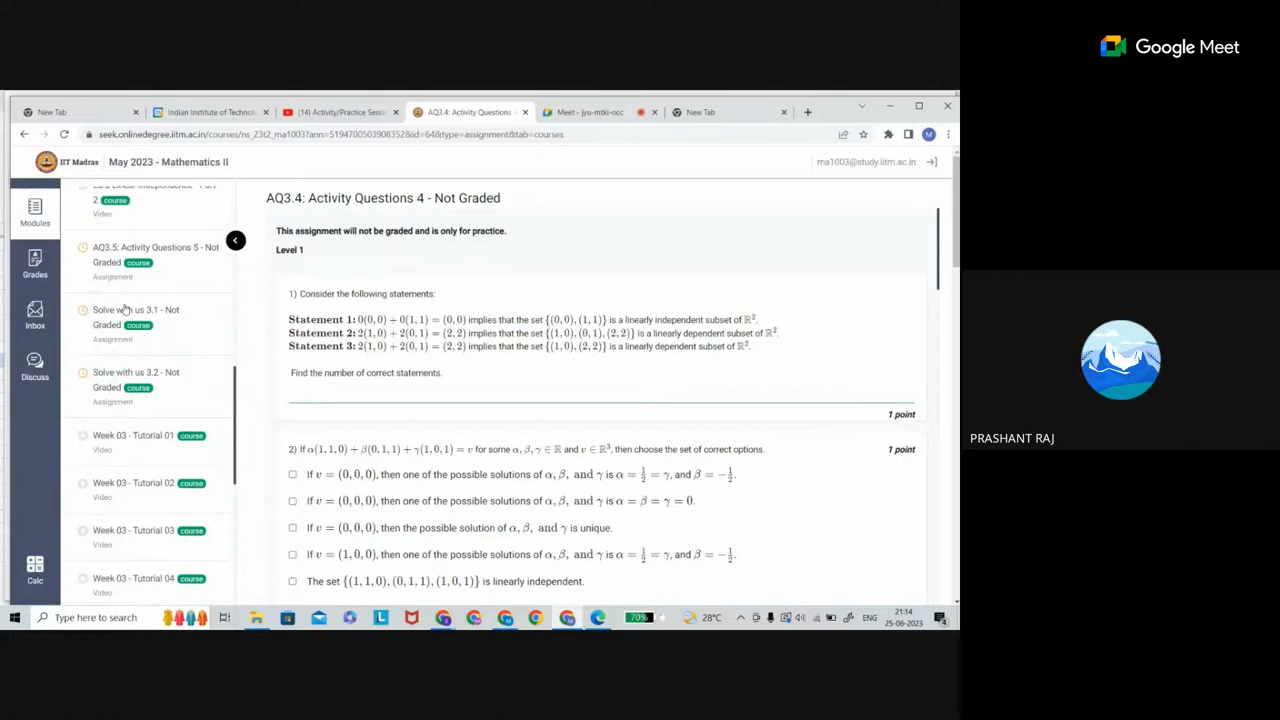 Google Meet
New Tab
Indian Institute of Technolo
(14) Activity/Practice Sessio
AQ3.4: Activity Questions 4
Meet - jyu-mtki-occ
New Tab
seek.onlinedegree.iitm.ac.in/courses/ns_23t2_ma1003?ann=5194700503908352&id=64&type=assignment&tab=courses
M
IIT Madras
May 2023 - Mathematics II
ma1003@study.iitm.ac.in
Modules
Grades
Inbox
Discuss
Calc
2 course
Video
AQ3.5: Activity Questions 5 - Not
Graded course
Assignment
Solve with us 3.1 - Not
Graded course
Assignment
Solve with us 3.2 - Not
Graded course
Assignment
Week 03 - Tutorial 01 course
Video
Week 03 - Tutorial 02 course
Video
Week 03 - Tutorial 03 course
Video
Week 03 - Tutorial 04 course
Video
AQ3.4: Activity Questions 4 - Not Graded
This assignment will not be graded and is only for practice.
Level 1
1) Consider the following statements:
Statement 1: 0(0, 0) + 0(1, 1) = (0, 0) implies that the set {(0, 0), (1, 1)} is a linearly independent subset of ℝ².
Statement 2: 2(1, 0) + 2(0, 1) = (2, 2) implies that the set {(1, 0), (0, 1), (2, 2)} is a linearly dependent subset of ℝ².
Statement 3: 2(1, 0) + 2(0, 1) = (2, 2) implies that the set {(1, 0), (2, 2)} is a linearly dependent subset of ℝ².
Find the number of correct statements.
1 point
2) If α(1, 1, 0) + β(0, 1, 1) + γ(1, 0, 1) = v for some α, β, γ ∈ ℝ and v ∈ ℝ³, then choose the set of correct options.
1 point
If v = (0, 0, 0), then one of the possible solutions of α, β, and γ is α = 1/2 = γ, and β = −1/2.
If v = (0, 0, 0), then one of the possible solutions of α, β, and γ is α = β = γ = 0.
If v = (0, 0, 0), then the possible solution of α, β, and γ is unique.
If v = (1, 0, 0), then one of the possible solutions of α, β, and γ is α = 1/2 = γ, and β = −1/2.
The set {(1, 1, 0), (0, 1, 1), (1, 0, 1)} is linearly independent.
PRASHANT RAJ
Type here to search
70%
28°C
ENG
21:14
25-06-2023
4